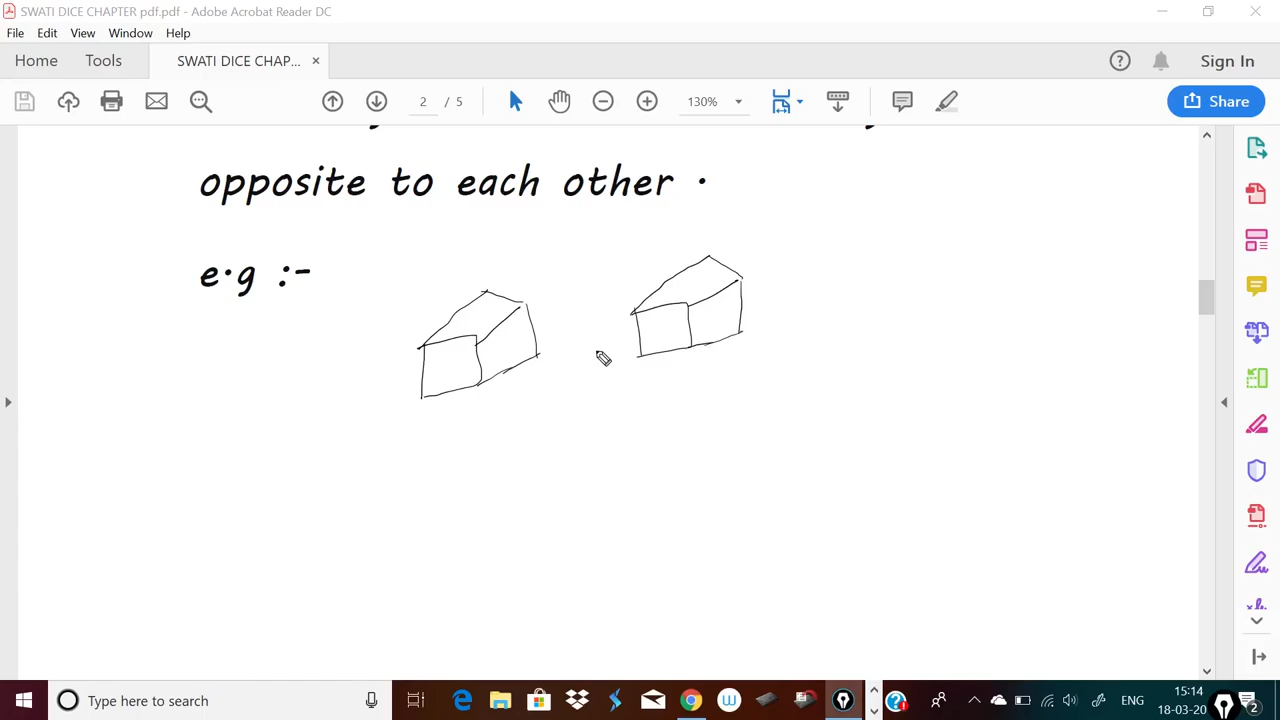 SWATI DICE CHAPTER pdf.pdf - Adobe Acrobat Reader DC
File Edit View Window Help
Home Tools SWATI DICE CHAP... ×
Sign In
2 / 5 130% Share
opposite to each other .
e.g :-
Type here to search
ENG
15:14
18-03-20
2